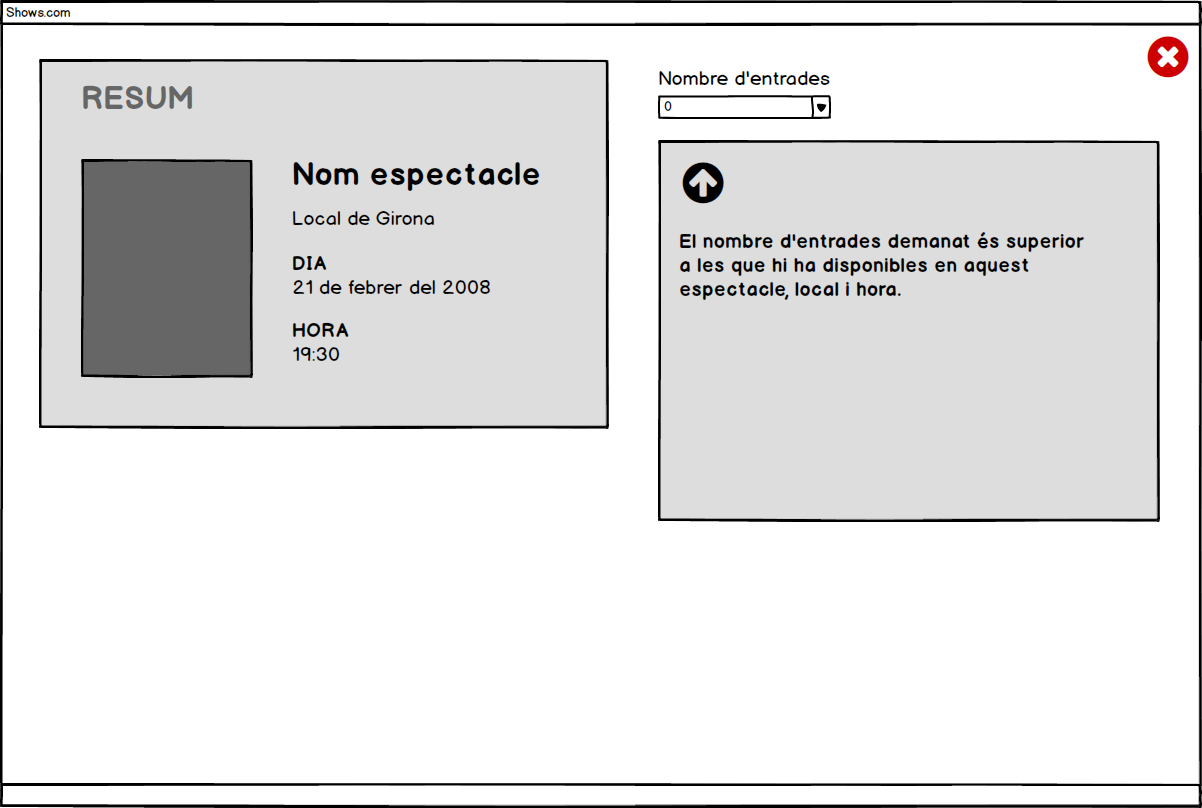 Shows.com
RESUM
Nom espectacle
Local de Girona
DIA
21 de febrer del 2008
HORA
19:30
Nombre d'entrades
0
El nombre d'entrades demanat és superior
a les que hi ha disponibles en aquest
espectacle, local i hora.